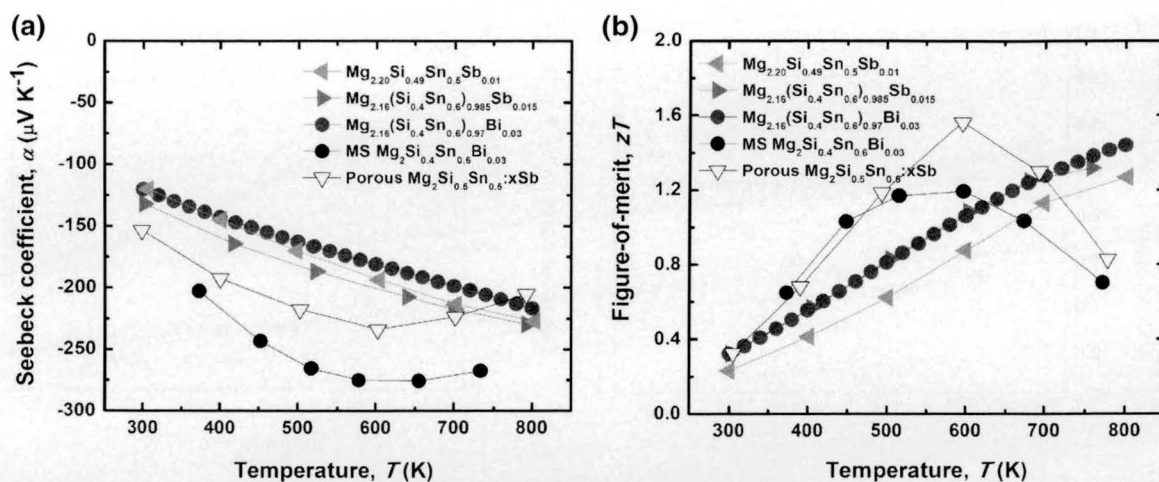 (a)
0
-50
-100
-150
-200
-250
-300
Seebeck coefficient, α (μV K⁻¹)
Mg₂.₂₀Si₀.₄₉Sn₀.₅Sb₀.₀₁
Mg₂.₁₆(Si₀.₄Sn₀.₆)₀.₉₈₅Sb₀.₀₁₅
Mg₂.₁₆(Si₀.₄Sn₀.₆)₀.₉₇Bi₀.₀₃
MS Mg₂Si₀.₄Sn₀.₆Bi₀.₀₃
Porous Mg₂Si₀.₅Sn₀.₅:xSb
300 400 500 600 700 800
Temperature, T (K)
(b)
2.0
1.6
1.2
0.8
0.4
0.0
Figure-of-merit, zT
Mg₂.₂₀Si₀.₄₉Sn₀.₅Sb₀.₀₁
Mg₂.₁₆(Si₀.₄Sn₀.₆)₀.₉₈₅Sb₀.₀₁₅
Mg₂.₁₆(Si₀.₄Sn₀.₆)₀.₉₇Bi₀.₀₃
MS Mg₂Si₀.₄Sn₀.₆Bi₀.₀₃
Porous Mg₂Si₀.₅Sn₀.₅:xSb
300 400 500 600 700 800
Temperature, T (K)